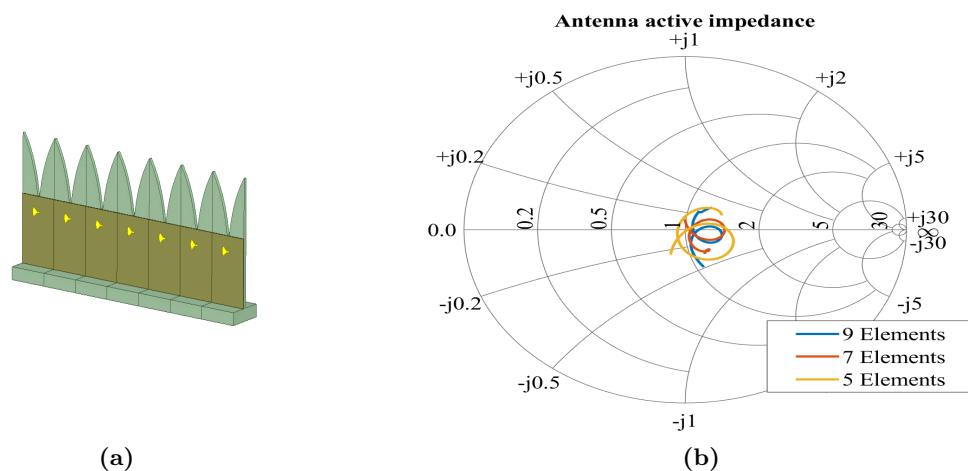 Antenna active impedance
+j1
+j0.5
+j2
+j0.2
+j5
0.0
0.2
0.5
1
2
5
30
+j30
∞
-j30
-j0.2
-j5
-j0.5
-j1
9 Elements
7 Elements
5 Elements
(a)
(b)